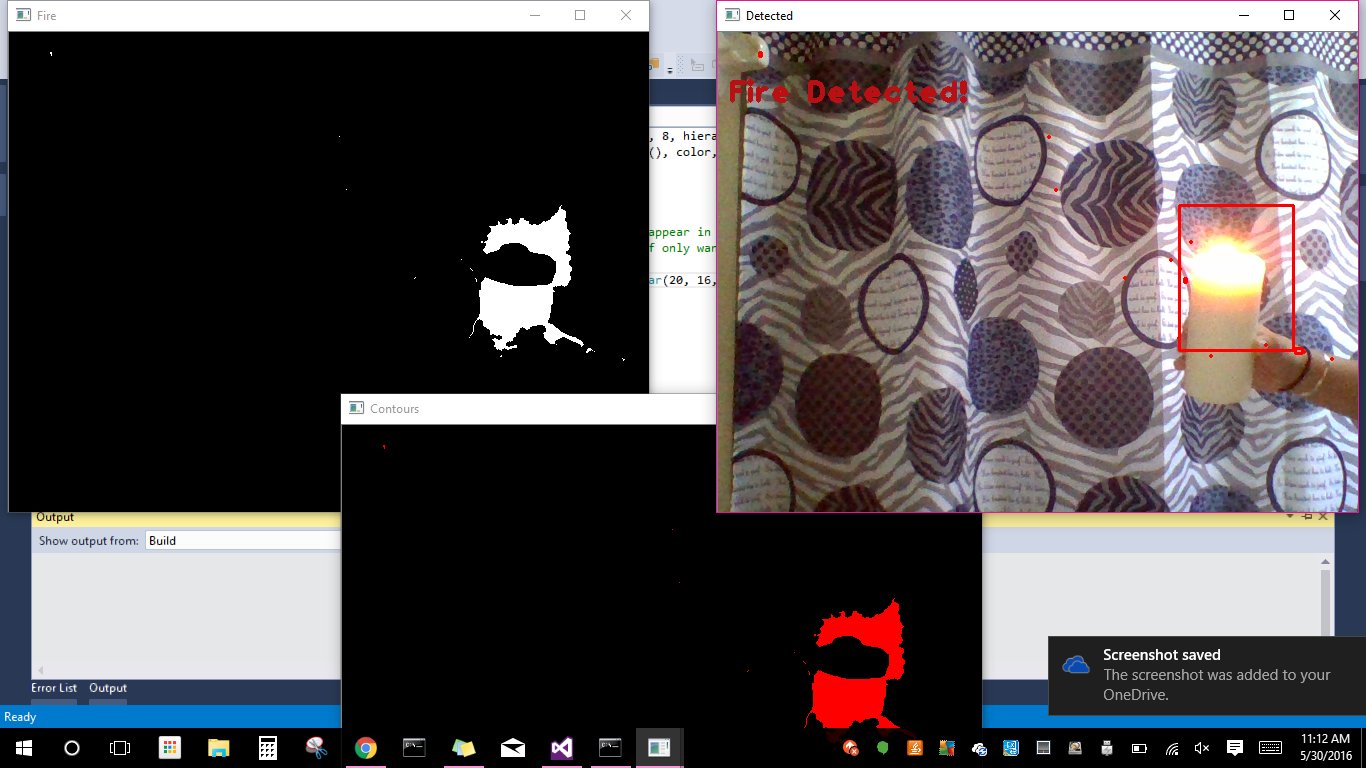 Fire
Detected
Fire Detected!
, 8, hiera
(), color,
appear in
f only wan
ar(20, 16,
Contours
Output
Show output from: Build
Error List Output
Ready
Screenshot saved
The screenshot was added to your
OneDrive.
11:12 AM
5/30/2016